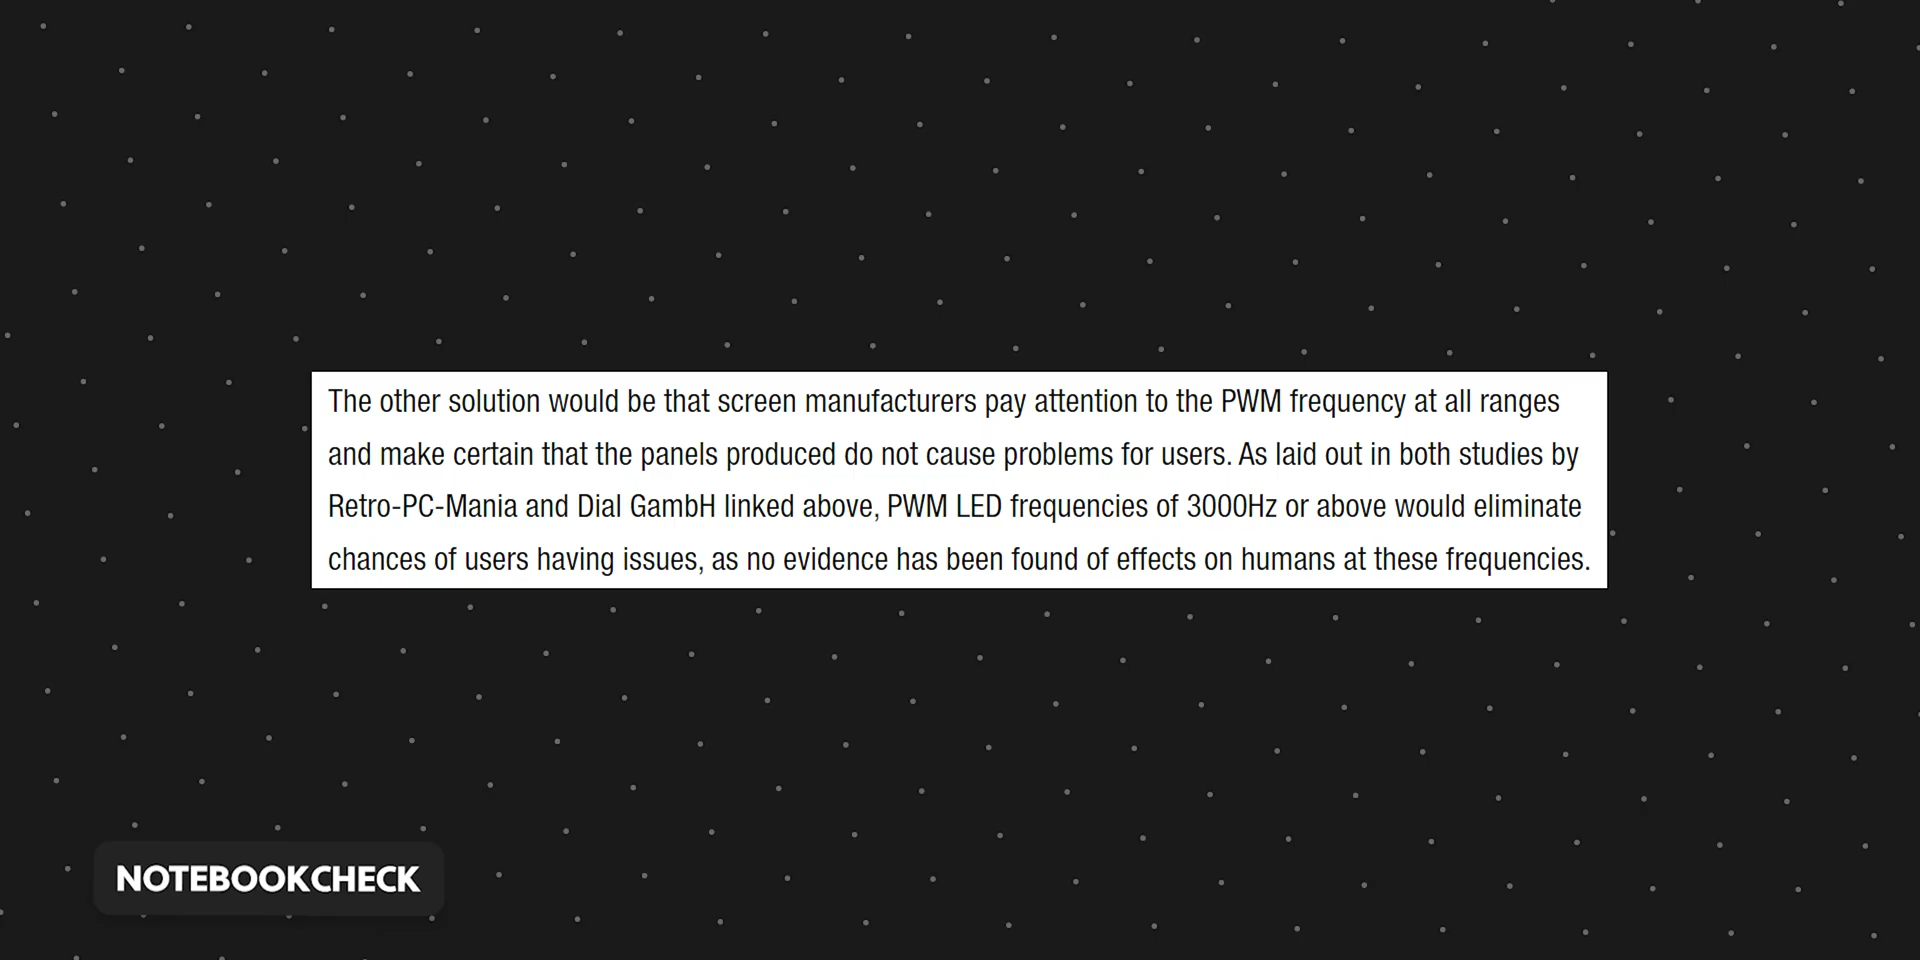 The other solution would be that screen manufacturers pay attention to the PWM frequency at all ranges
and make certain that the panels produced do not cause problems for users. As laid out in both studies by
Retro-PC-Mania and Dial GambH linked above, PWM LED frequencies of 3000Hz or above would eliminate
chances of users having issues, as no evidence has been found of effects on humans at these frequencies.
NOTEBOOKCHECK